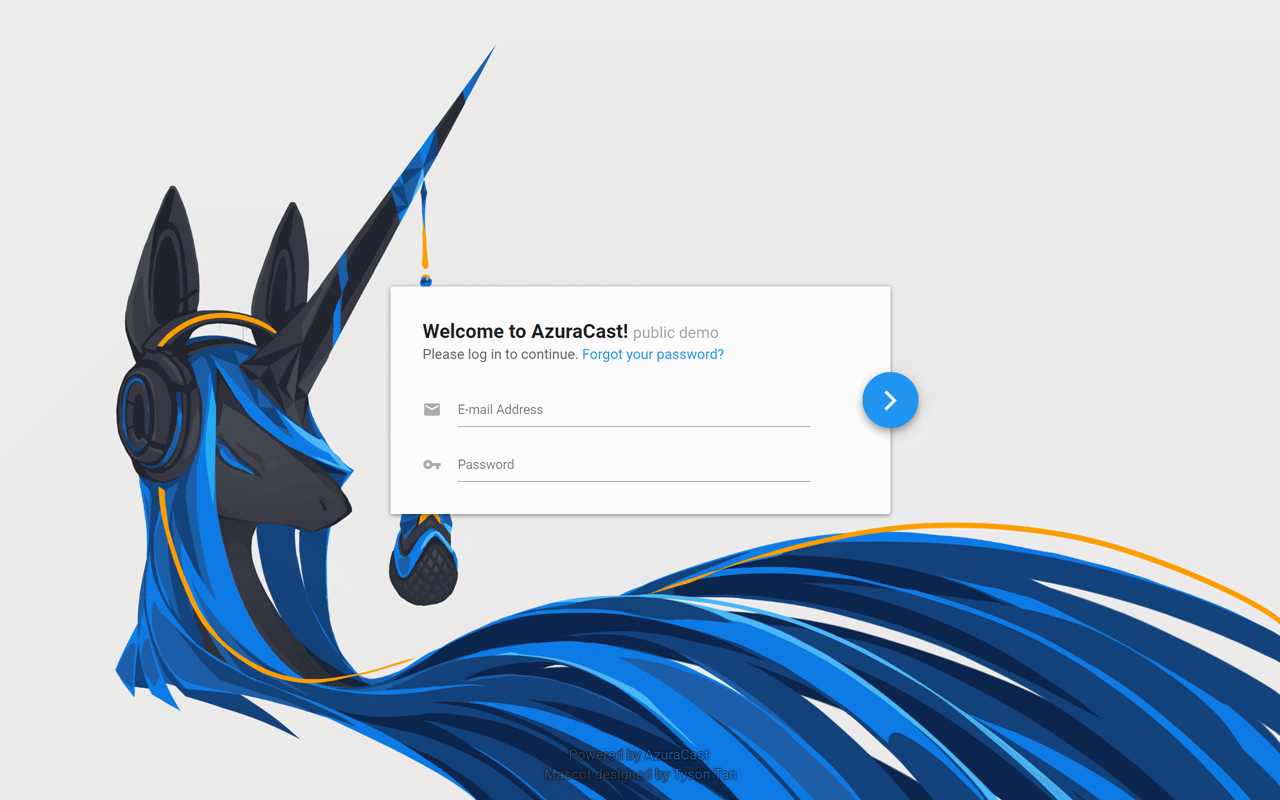 Welcome to AzuraCast! public demo
Please log in to continue. Forgot your password?
E-mail Address
Password
Powered by AzuraCast
Mascot designed by Tyson Tan